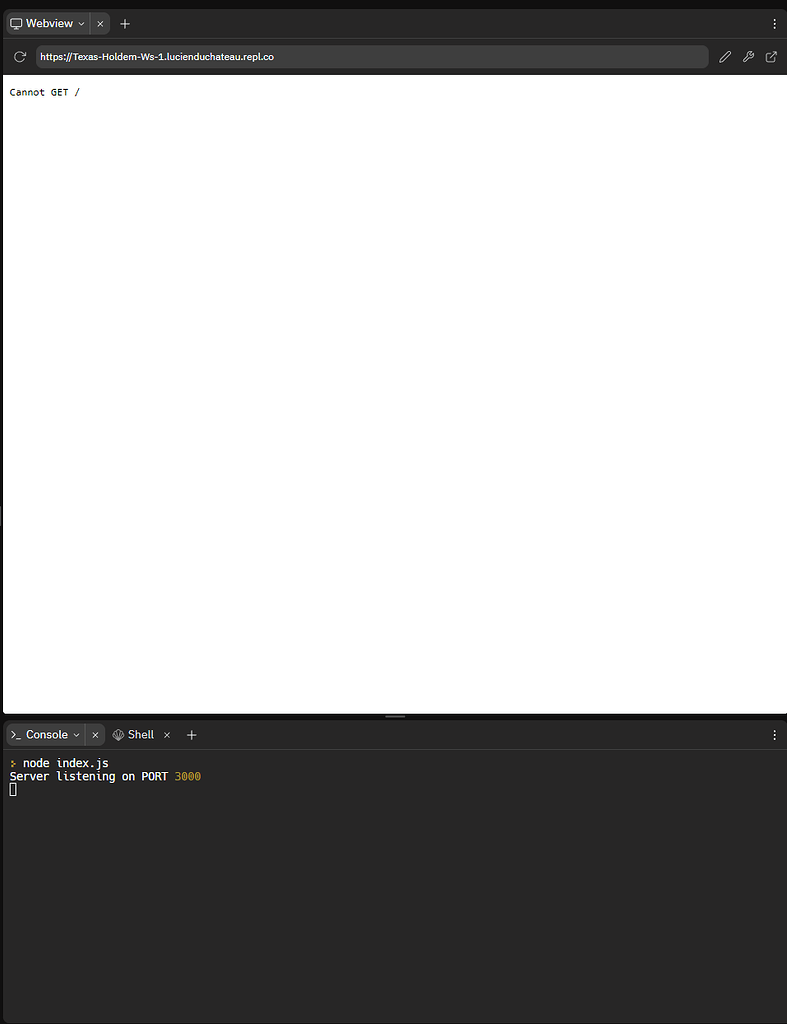 Webview
https://Texas-Holdem-Ws-1.lucienduchateau.repl.co
Cannot GET /
Console
Shell
node index.js
Server listening on PORT 3000